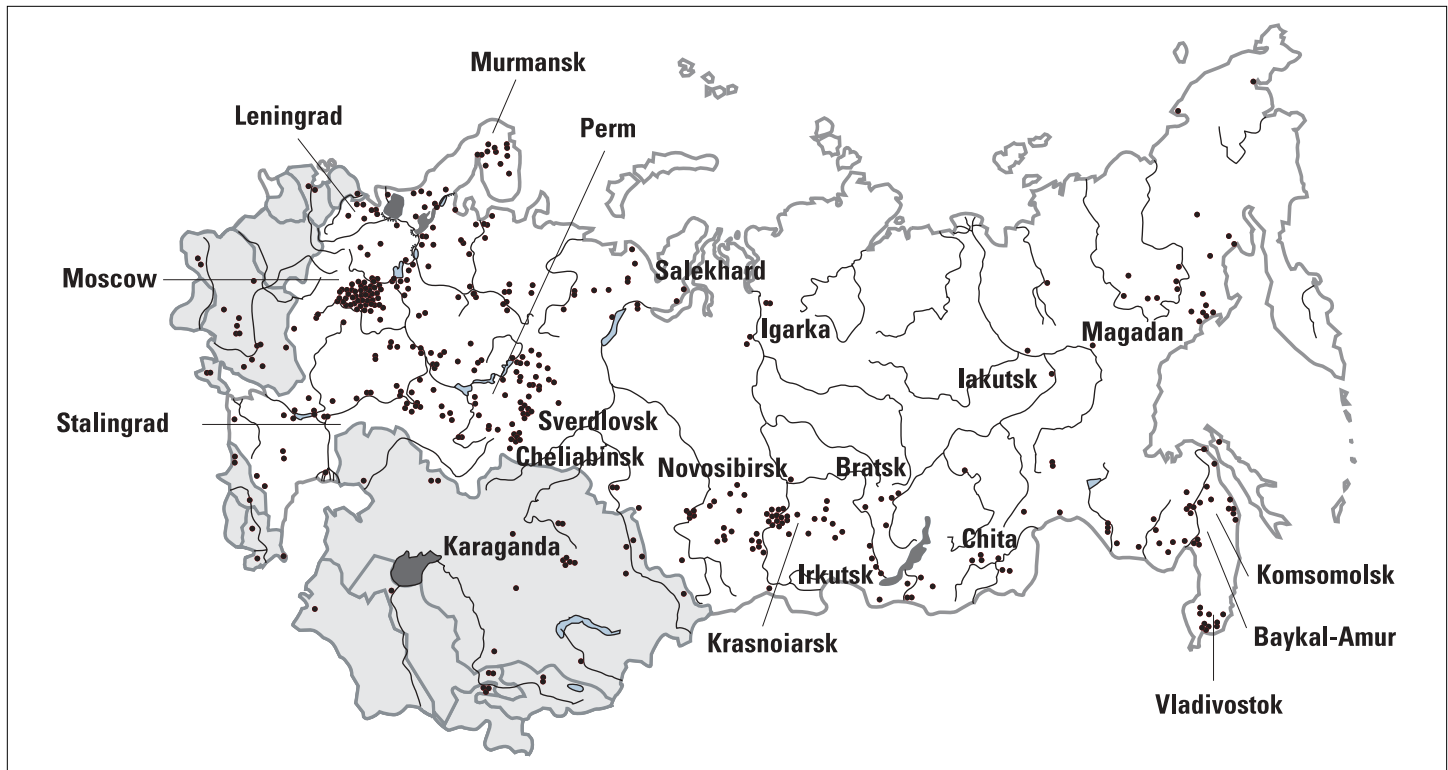 Murmansk
Leningrad
Perm
Moscow
Salekhard
Igarka
Magadan
Iakutsk
Stalingrad
Sverdlovsk
Cheliabinsk
Novosibirsk
Bratsk
Karaganda
Chita
Irkutsk
Komsomolsk
Krasnoiarsk
Baykal-Amur
Vladivostok